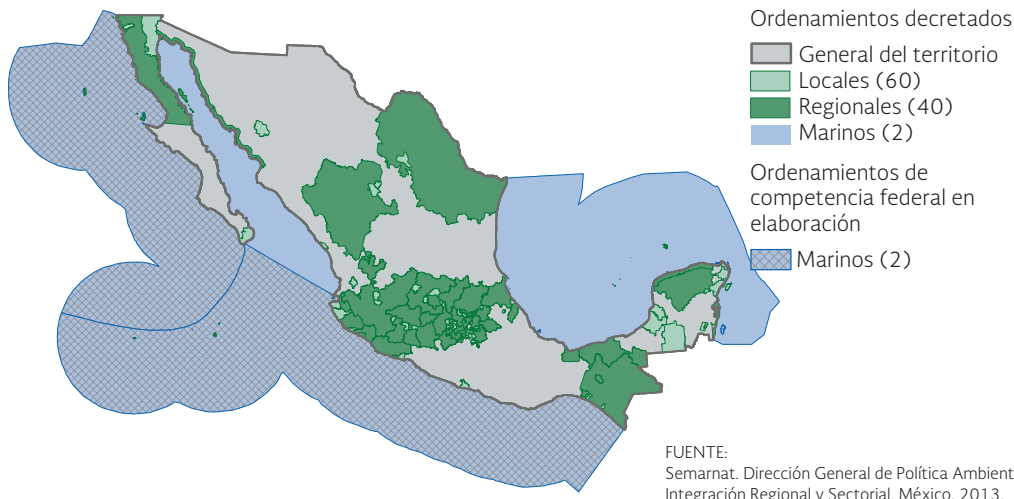 Ordenamientos decretados
General del territorio
Locales (60)
Regionales (40)
Marinos (2)
Ordenamientos de
competencia federal en
elaboración
Marinos (2)
FUENTE:
Semarnat. Dirección General de Política Ambient
Integración Regional y Sectorial. México. 2013.